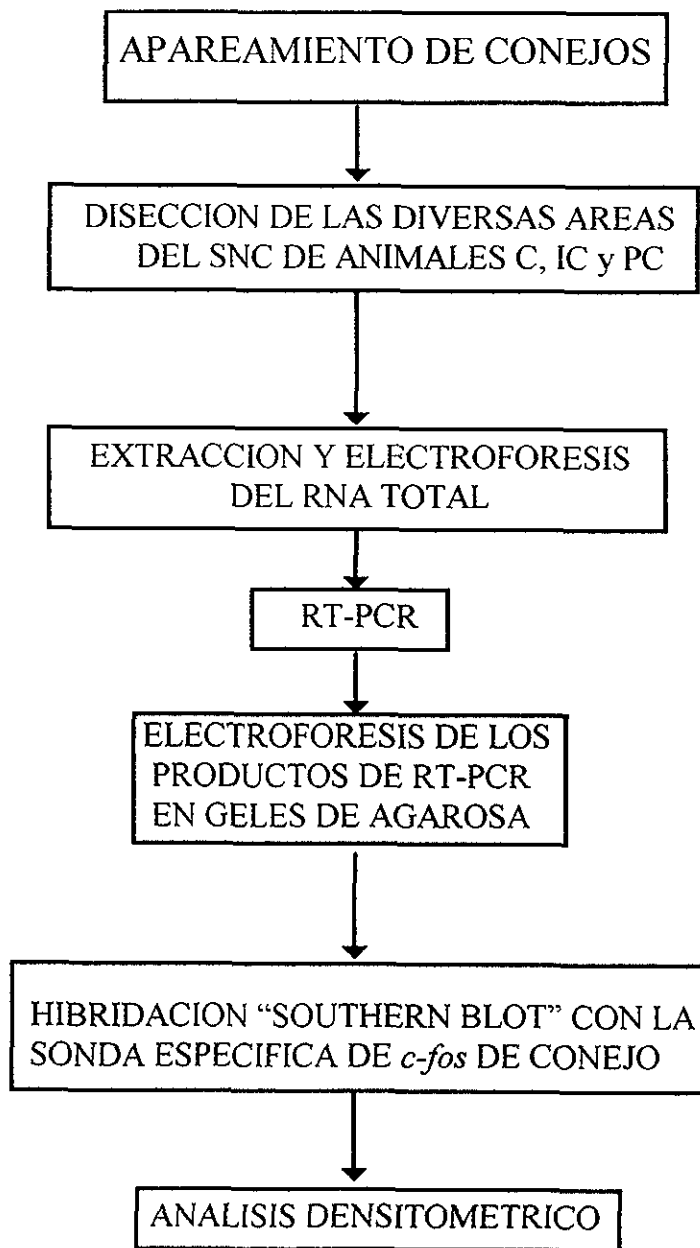 APAREAMIENTO DE CONEJOS
DISECCION DE LAS DIVERSAS AREAS
DEL SNC DE ANIMALES C, IC y PC
EXTRACCION Y ELECTROFORESIS
DEL RNA TOTAL
RT-PCR
ELECTROFORESIS DE LOS
PRODUCTOS DE RT-PCR
EN GELES DE AGAROSA
HIBRIDACION “SOUTHERN BLOT” CON LA
SONDA ESPECIFICA DE c-fos DE CONEJO
ANALISIS DENSITOMETRICO